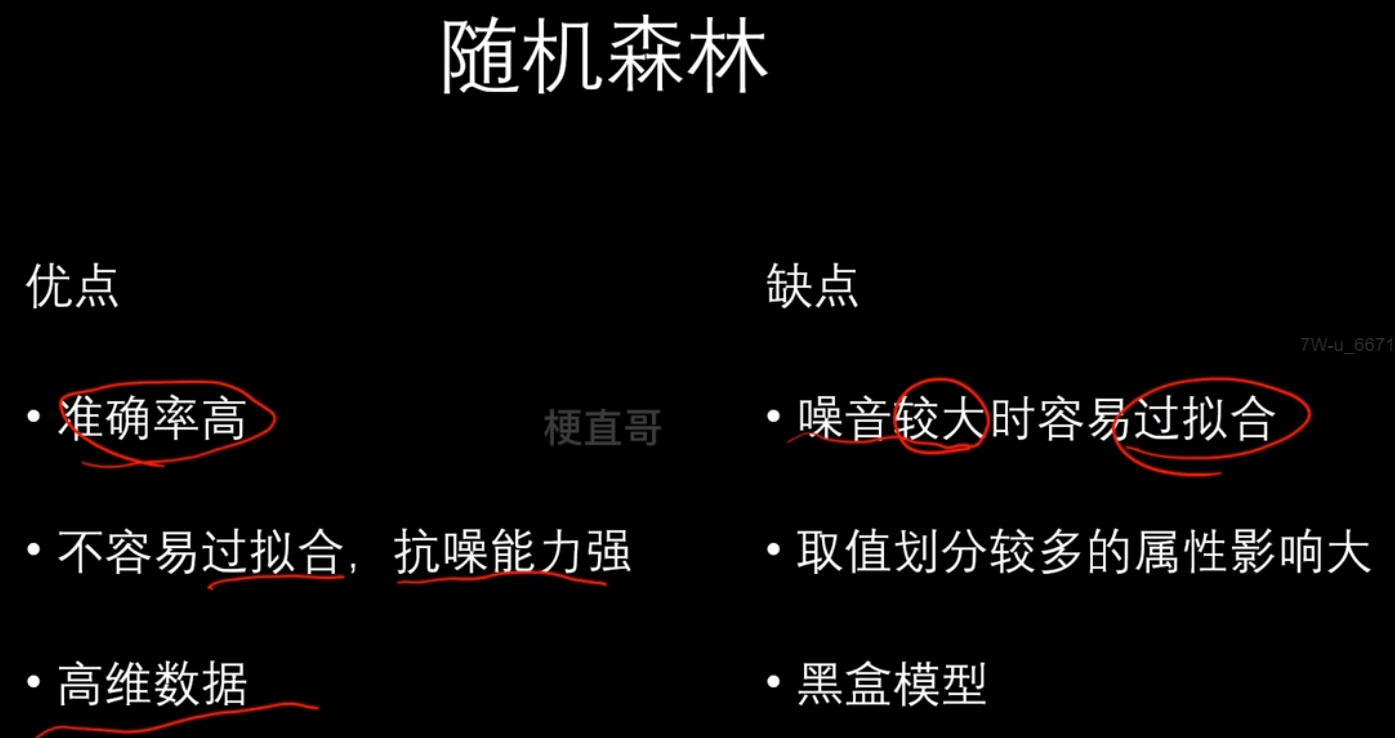 随机森林
优点
• 准确率高
• 不容易过拟合，抗噪能力强
• 高维数据
缺点
• 噪音较大时容易过拟合
• 取值划分较多的属性影响大
• 黑盒模型
梗直哥
7W-u_6671